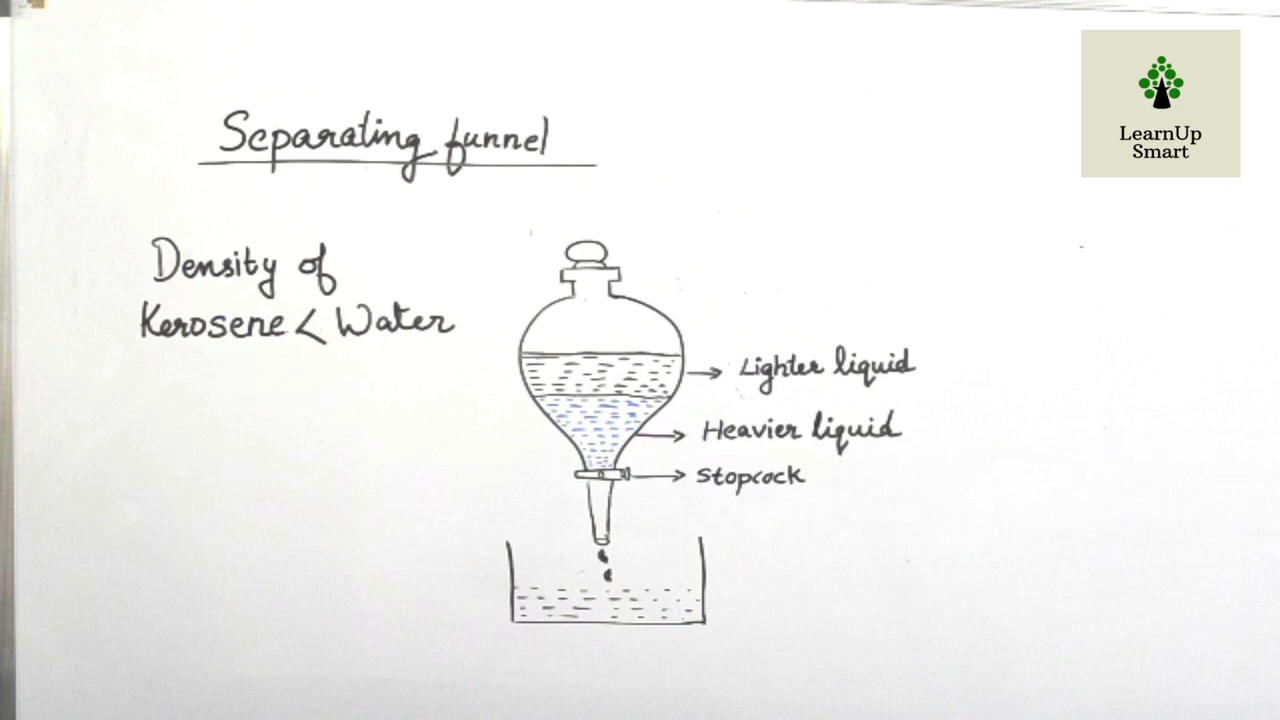 Separating funnel
Density of
Kerosene < Water
Lighter liquid
Heavier liquid
Stopcock
LearnUp
Smart